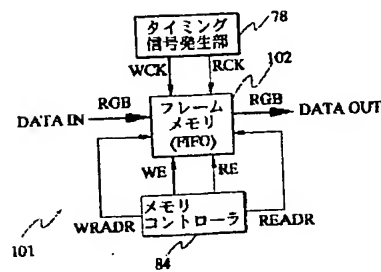 タイミング
信号発生部
78
WCK
RCK
102
RGB
RGB
DATA IN
フレーム
メモリ
(FIFO)
DATA OUT
WE
RE
WRADR
メモリ
コントローラ
READR
101
84